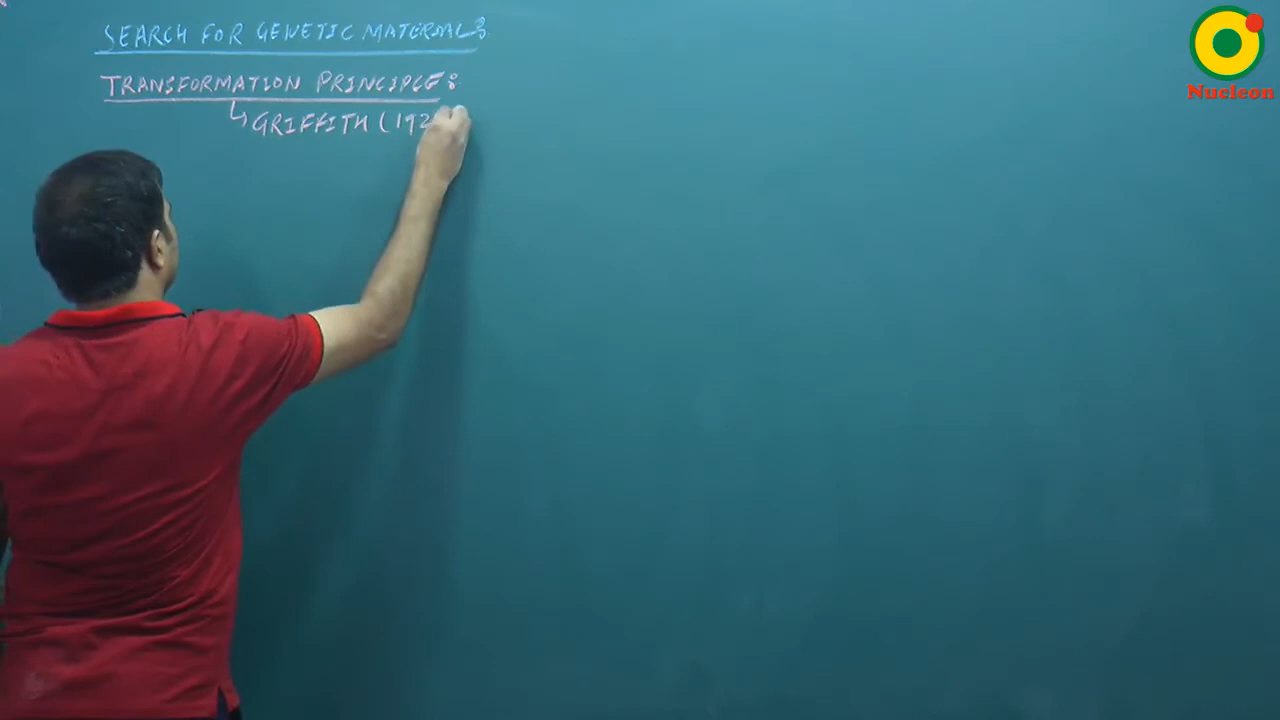 SEARCH FOR GENETIC MATERIAL:
TRANSFORMATION PRINCIPLE:
↳ GRIFFITH (192
Nucleon